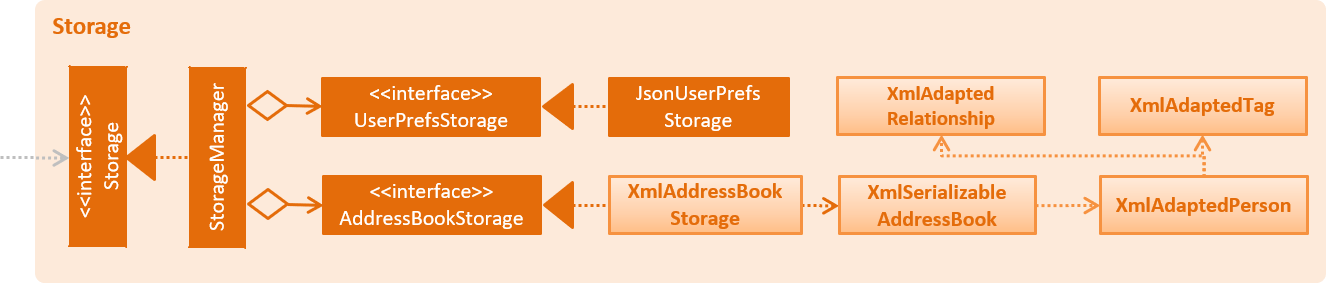 Storage
<<interface>>
Storage
StorageManager
<<interface>>
UserPrefsStorage
JsonUserPrefs
Storage
XmlAdapted
Relationship
XmlAdaptedTag
<<interface>>
AddressBookStorage
XmlAddressBook
Storage
XmlSerializable
AddressBook
XmlAdaptedPerson